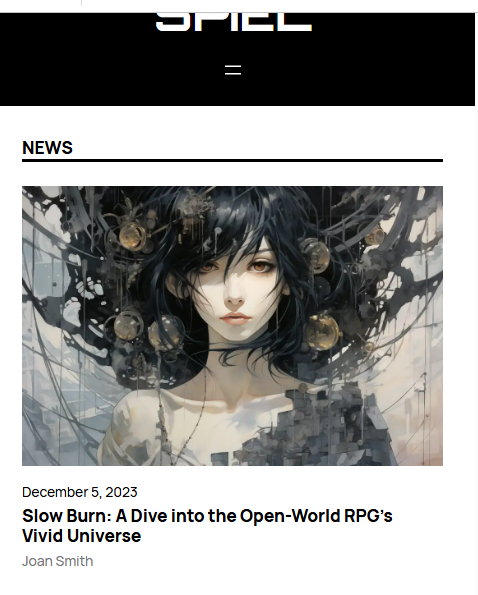 SPIEL
NEWS
December 5, 2023
Slow Burn: A Dive into the Open-World RPG’s
Vivid Universe
Joan Smith